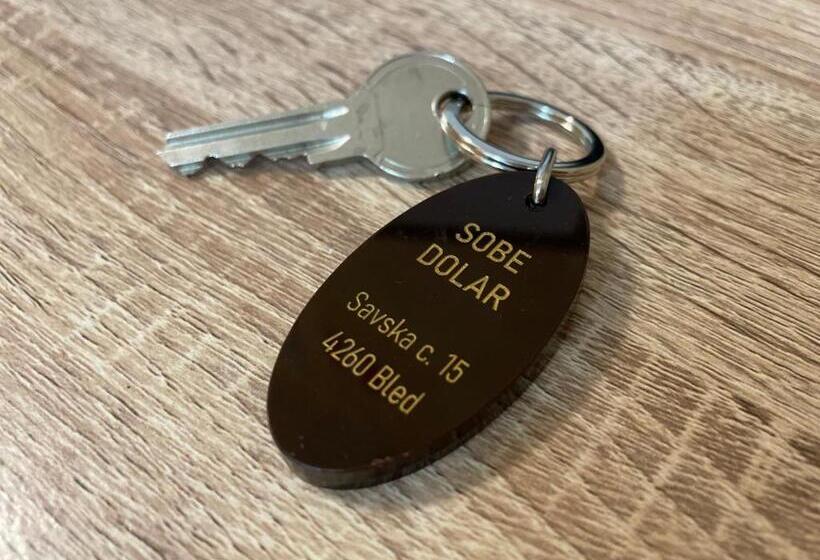 SOBE
DOLAR
Savska c. 15
4260 Bled